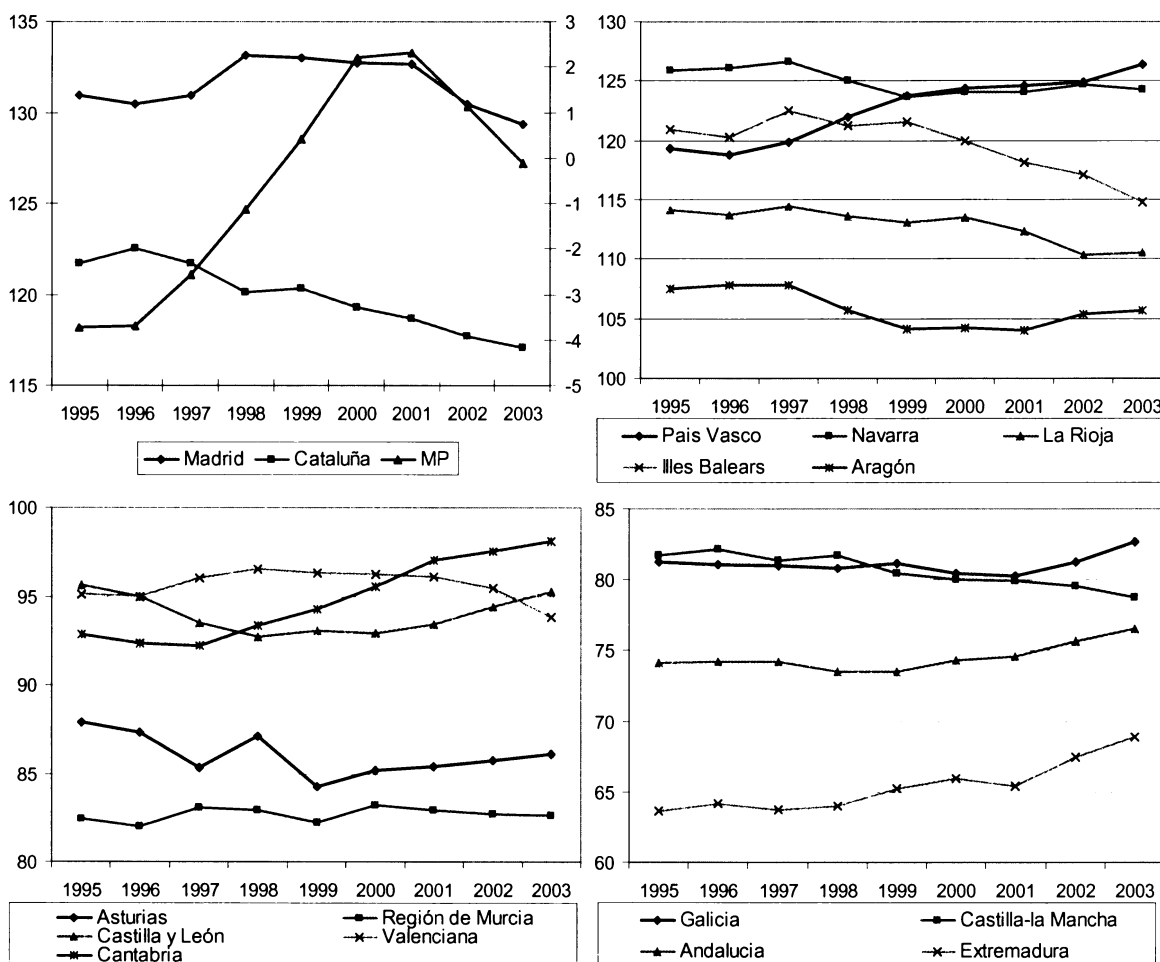 135
130
125
120
115
3
2
1
0
-1
-2
-3
-4
-5
1995 1996 1997 1998 1999 2000 2001 2002 2003
Madrid Cataluña MP
130
125
120
115
110
105
100
1995 1996 1997 1998 1999 2000 2001 2002 2003
Pais Vasco Navarra La Rioja
Illes Balears Aragón
100
95
90
85
80
1995 1996 1997 1998 1999 2000 2001 2002 2003
Asturias Región de Murcia
Castilla y León Valenciana
Cantabria
85
80
75
70
65
60
1995 1996 1997 1998 1999 2000 2001 2002 2003
Galicia Castilla-la Mancha
Andalucia Extremadura